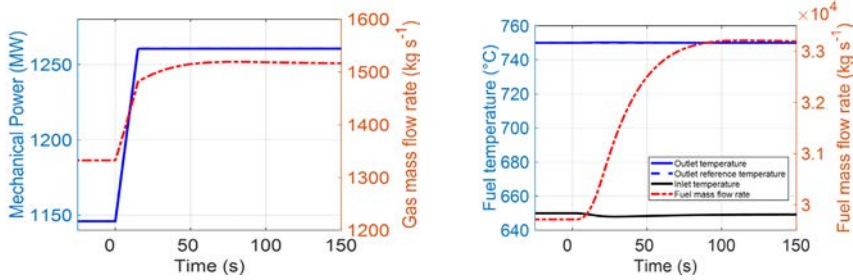 Mechanical Power (MW)
1250
1200
1150
1600
1500
1400
1300
1200
Gas mass flow rate (kg s⁻¹)
0
50
100
150
Time (s)
×10⁴
Fuel temperature (°C)
760
740
720
700
680
660
640
3.3
3.2
3.1
3
2.9
Fuel mass flow rate (kg s⁻¹)
Outlet temperature
Outlet reference temperature
Inlet temperature
Fuel mass flow rate
0
50
100
150
Time (s)